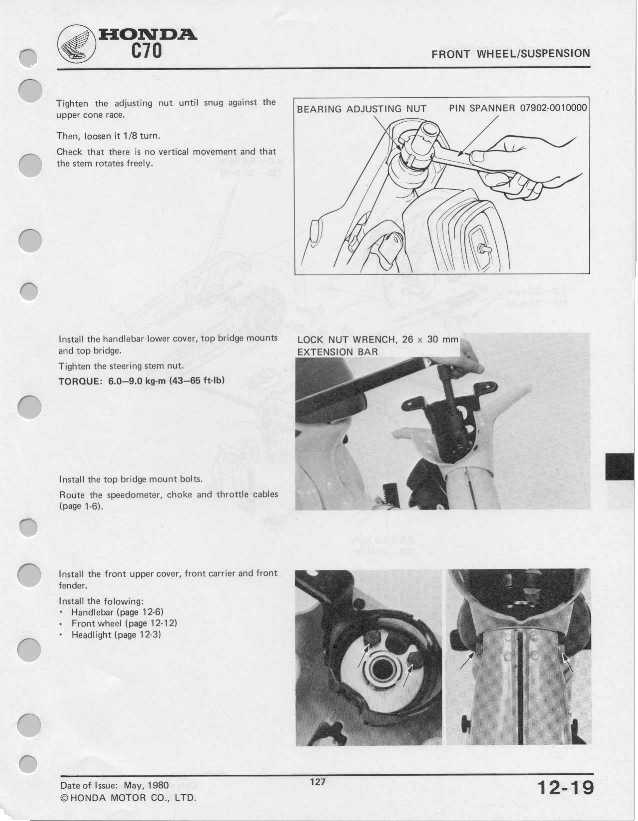 HONDA
C70
FRONT WHEEL/SUSPENSION
Tighten the adjusting nut until snug against the
upper cone race.
Then, loosen it 1/8 turn.
Check that there is no vertical movement and that
the stem rotates freely.
BEARING ADJUSTING NUT PIN SPANNER 07902-0010000
Install the handlebar lower cover, top bridge mounts
and top bridge.
Tighten the steering stem nut.
TORQUE: 6.0–9.0 kg-m (43–65 ft-lb)
LOCK NUT WRENCH, 26 x 30 mm
EXTENSION BAR
Install the top bridge mount bolts.
Route the speedometer, choke and throttle cables
(page 1-6).
Install the front upper cover, front carrier and front
fender.
Install the folowing:
· Handlebar (page 12-6)
· Front wheel (page 12-12)
· Headlight (page 12-3)
Date of Issue: May, 1980
© HONDA MOTOR CO., LTD.
127
12-19